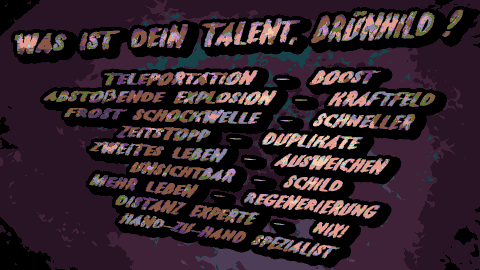 WAS IST DEIN TALENT, BRÜNHILD ?
TELEPORTATION – BOOST
ABSTOßENDE EXPLOSION – KRAFTFELD
FROST SCHOCKWELLE – SCHNELLER
ZEITSTOPP – DUPLIKATE
ZWEITES LEBEN – AUSWEICHEN
UNSICHTBAR – SCHILD
MEHR LEBEN – REGENERIERUNG
DISTANZ EXPERTE – NIX!
HAND-ZU-HAND SPEZIALIST